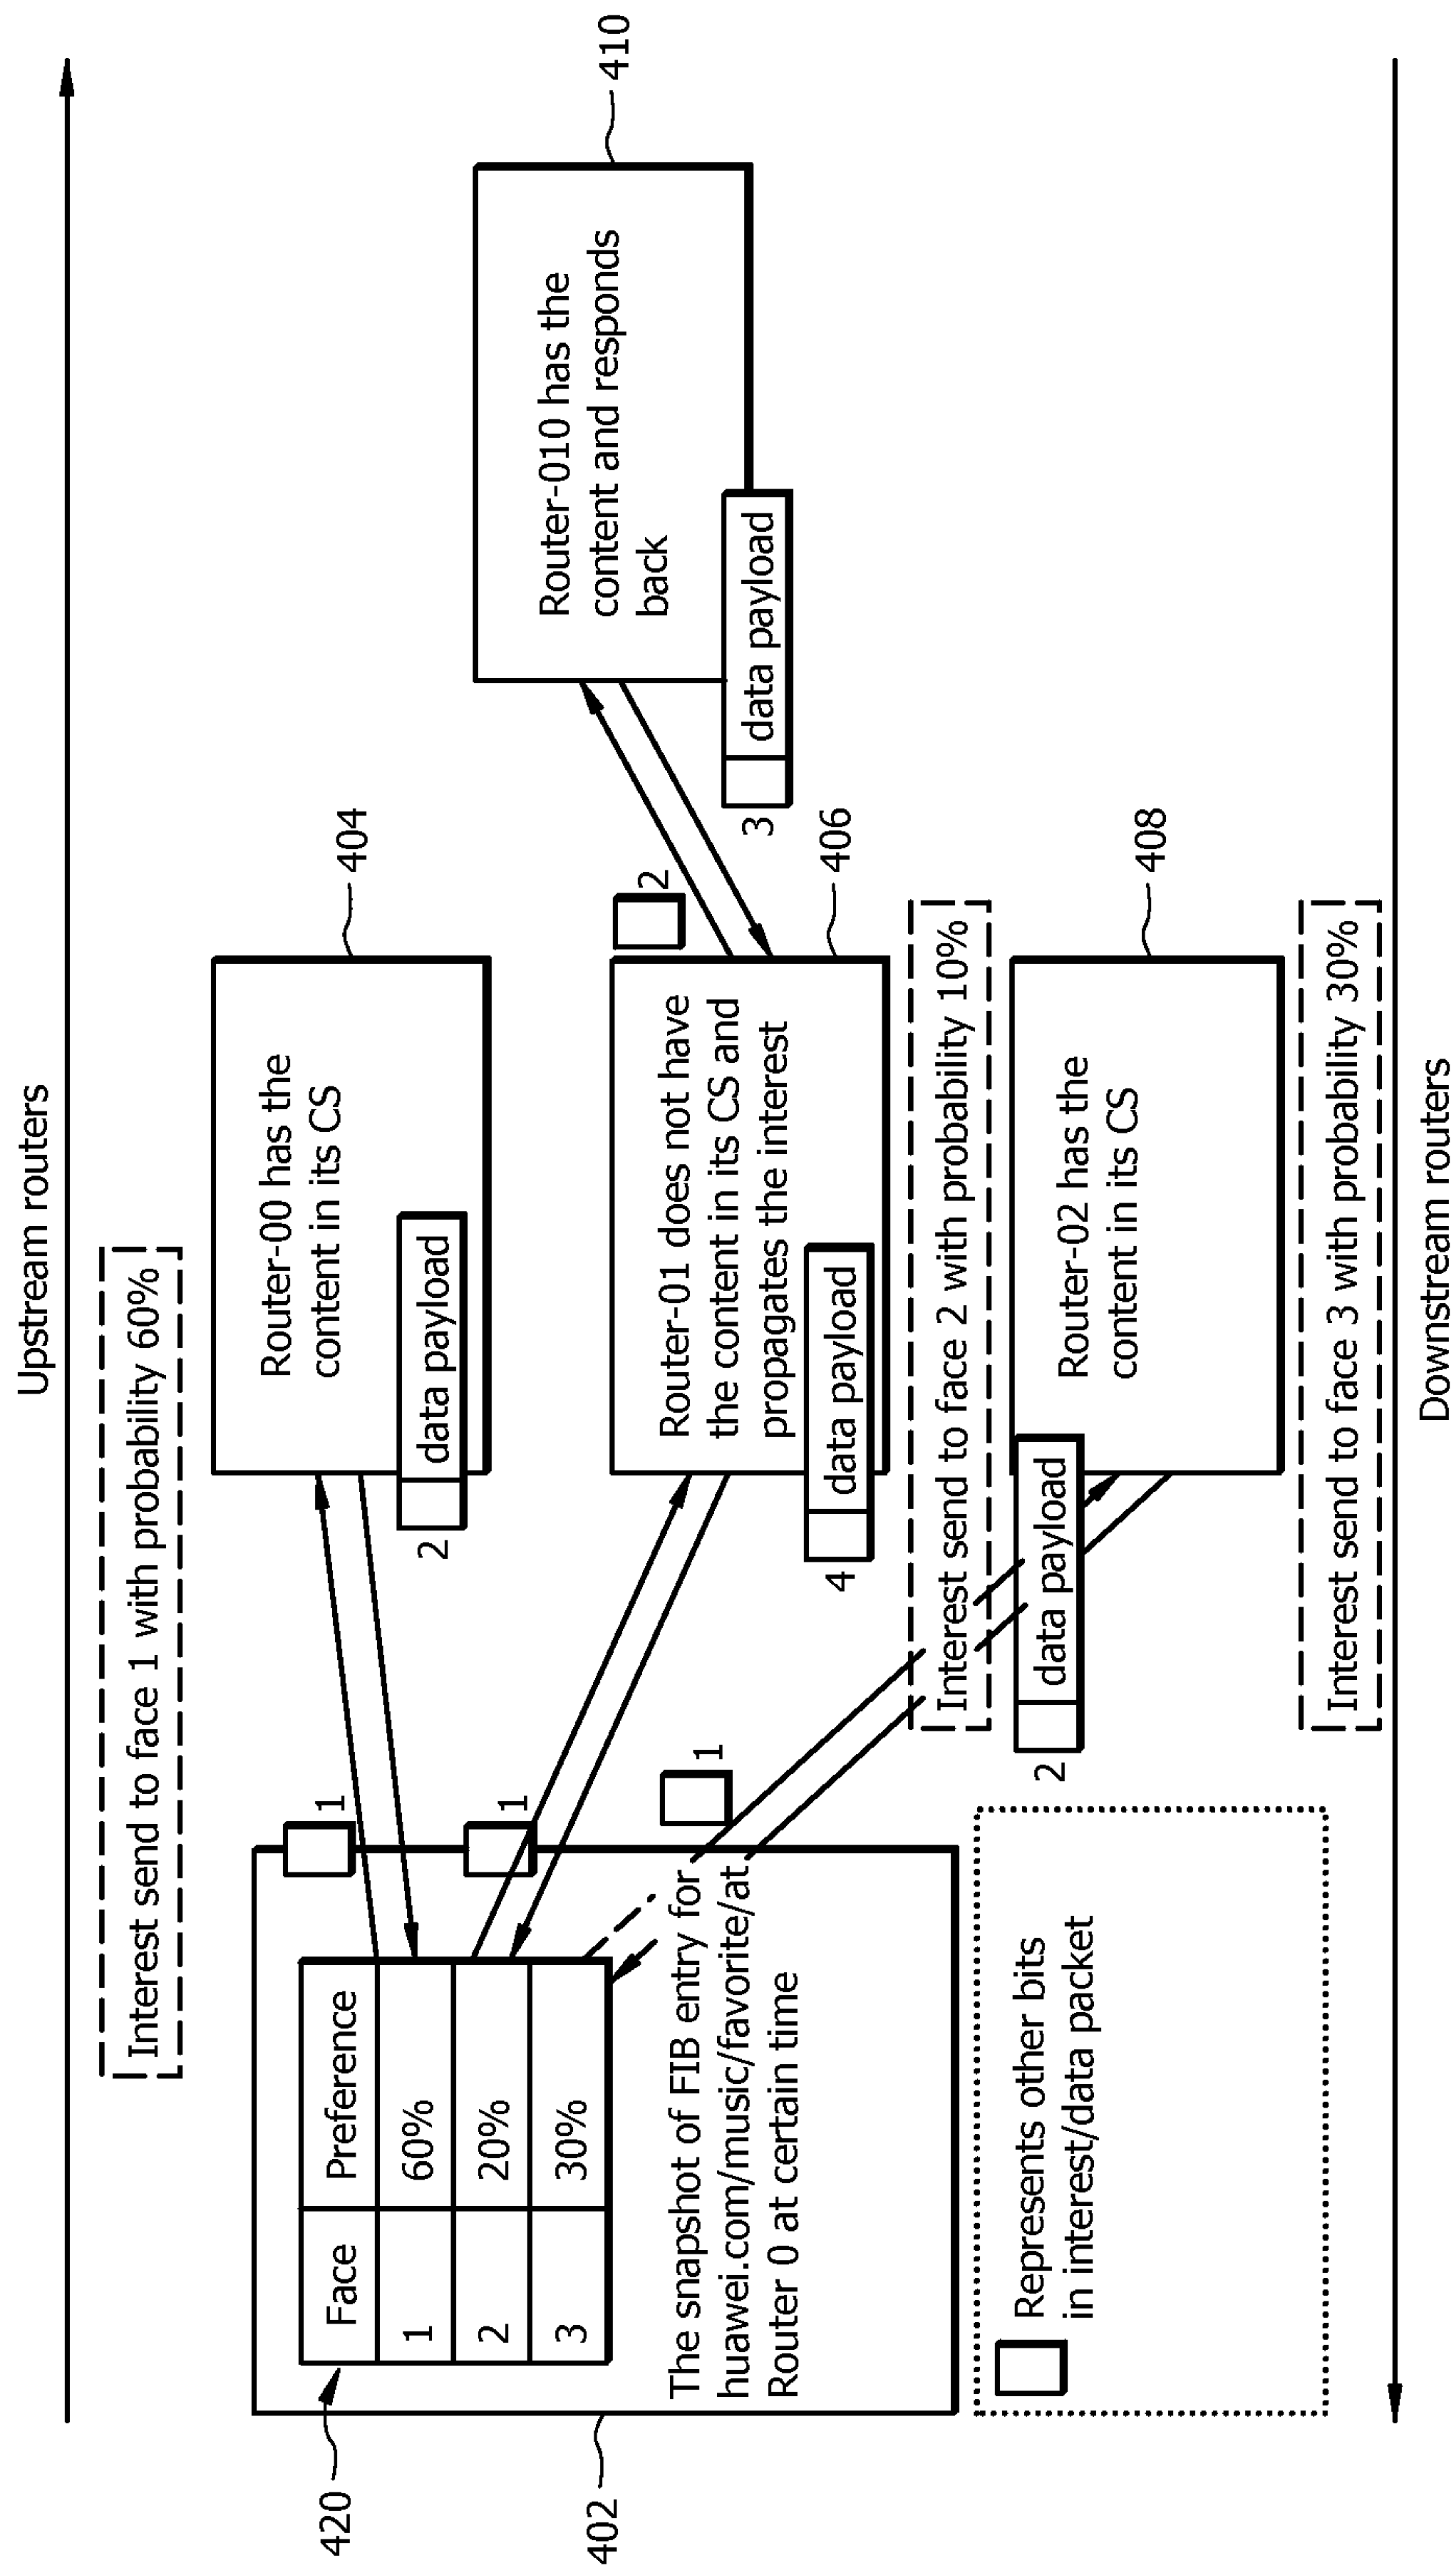 Upstream routers
Interest send to face 1 with probability 60%
420
Face Preference
1 60%
2 20%
3 30%
The snapshot of FIB entry for
huawei.com/music/favorite/at
Router 0 at certain time
402
1
1
1
Router-00 has the
content in its CS
data payload
2
404
Router-01 does not have
the content in its CS and
propagates the interest
data payload
4
406
2
Router-010 has the
content and responds
back
data payload
3
410
Interest send to face 2 with probability 10%
Router-02 has the
content in its CS
data payload
2
408
Interest send to face 3 with probability 30%
Represents other bits
in interest/data packet
Downstream routers